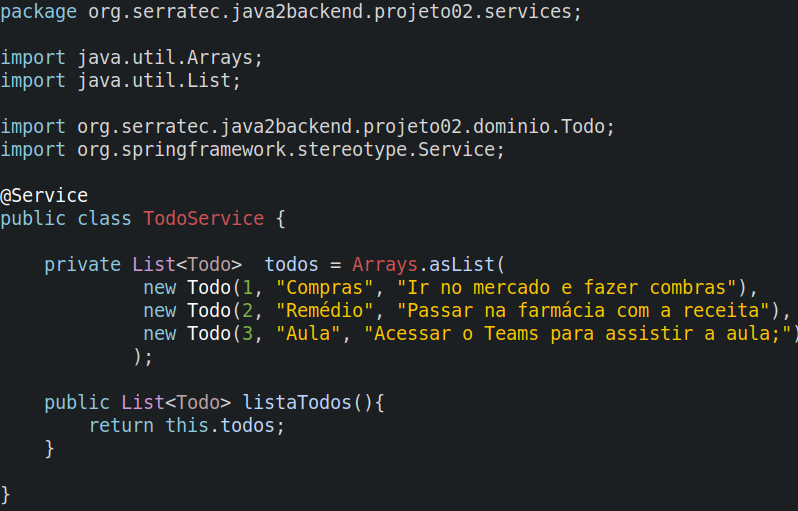 package org.serratec.java2backend.projeto02.services;
import java.util.Arrays;
import java.util.List;
import org.serratec.java2backend.projeto02.dominio.Todo;
import org.springframework.stereotype.Service;
@Service
public class TodoService {
private List<Todo>  todos = Arrays.asList(
new Todo(1, "Compras", "Ir no mercado e fazer combras"),
new Todo(2, "Remédio", "Passar na farmácia com a receita"),
new Todo(3, "Aula", "Acessar o Teams para assistir a aula;")
);
public List<Todo> listaTodos(){
return this.todos;
}
}